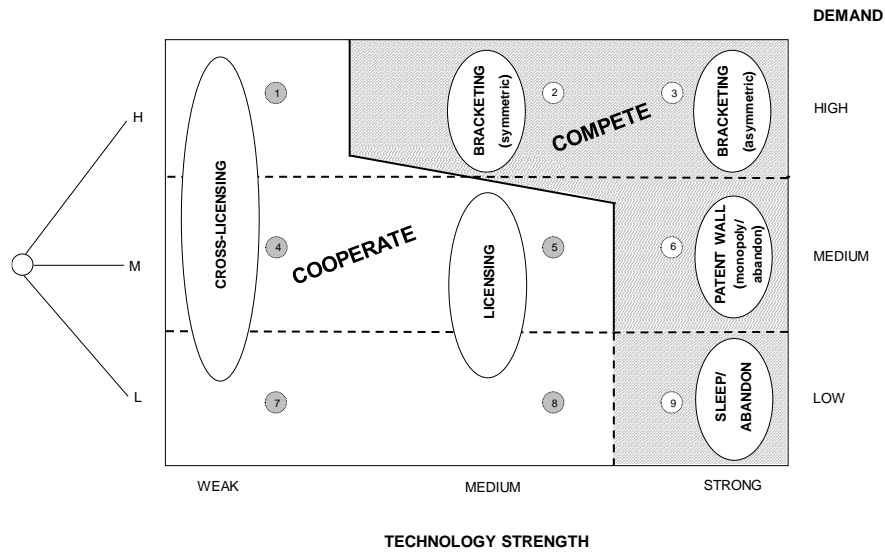 DEMAND
1
2
3
H
HIGH
BRACKETING
(symmetric)
COMPETE
BRACKETING
(asymmetric)
CROSS-LICENSING
4
COOPERATE
5
6
M
MEDIUM
LICENSING
PATENT WALL
(monopoly/
abandon)
L
7
8
9
LOW
SLEEP/
ABANDON
WEAK
MEDIUM
STRONG
TECHNOLOGY STRENGTH